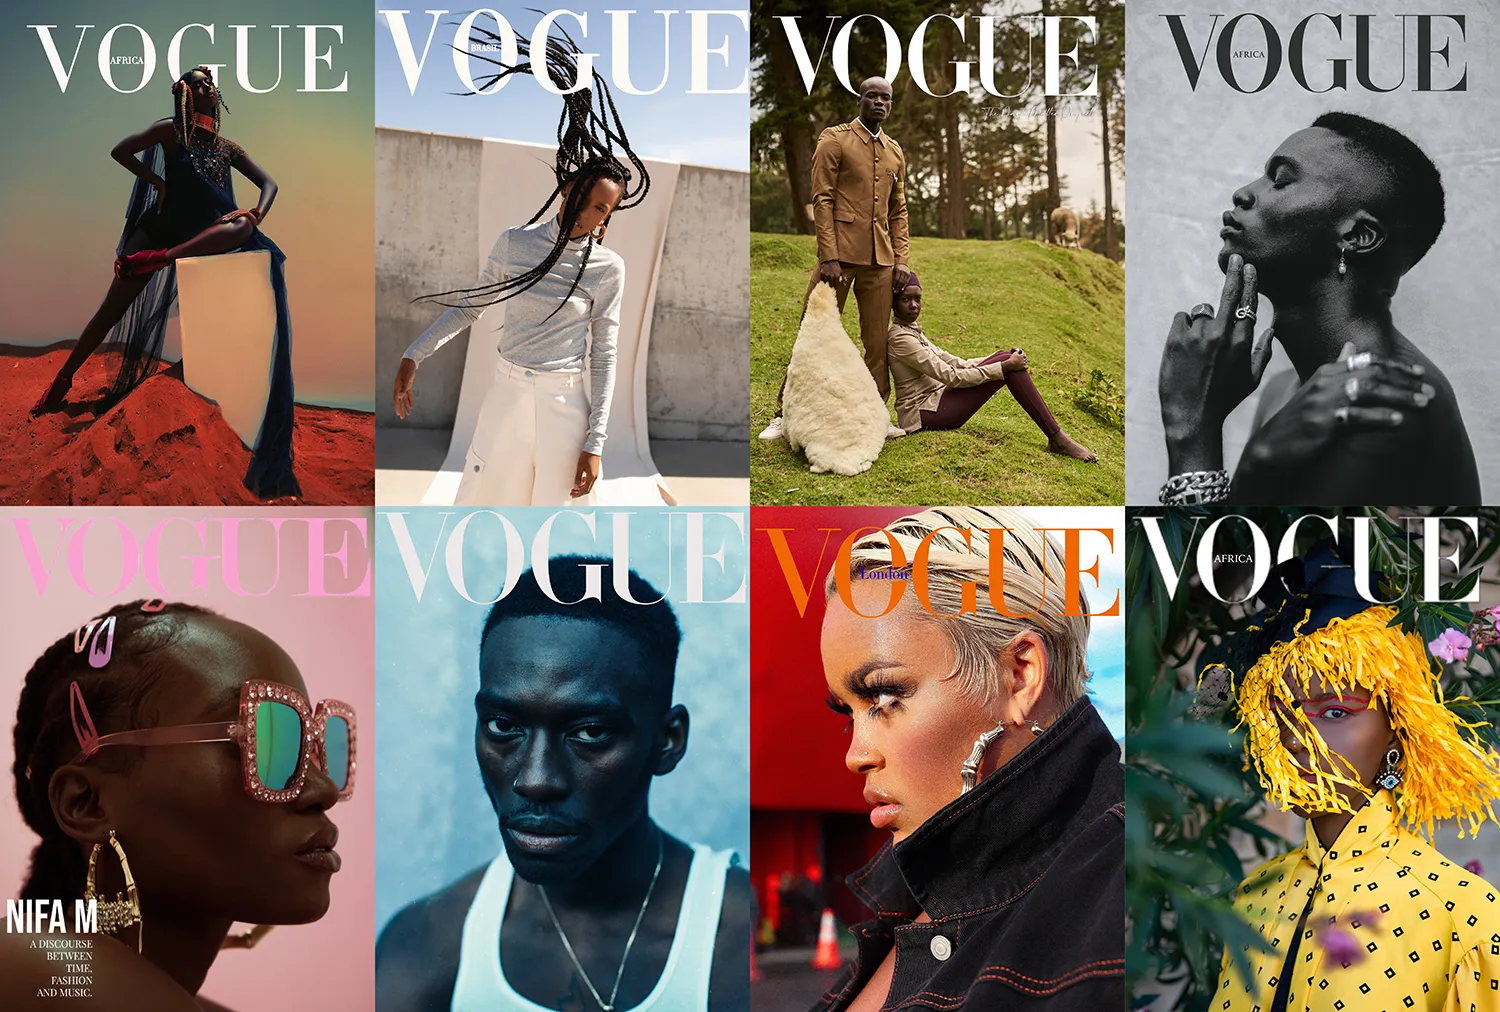 VOGUE
AFRICA
VOGUE
BRASIL
VOGUE
VOGUE
AFRICA
VOGUE
NIFA M
A DISCOURSE
BETWEEN
TIME,
FASHION
AND MUSIC.
VOGUE
VOGUE
London
VOGUE
AFRICA